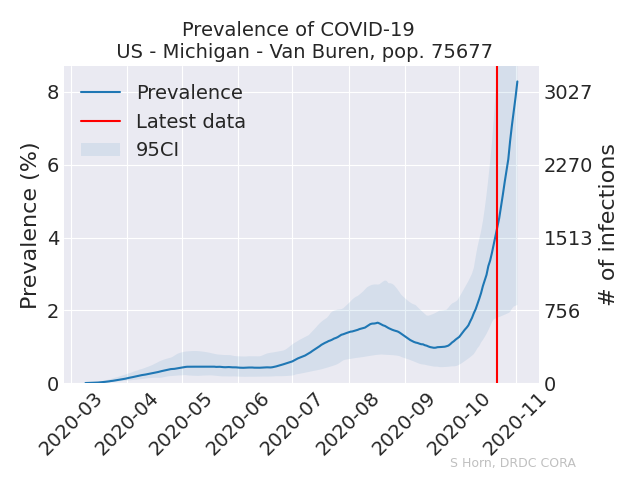 Prevalence of COVID-19
US - Michigan - Van Buren, pop. 75677
Prevalence
Latest data
95CI
Prevalence (%)
8
6
4
2
0
3027
2270
1513
756
0
# of infections
2020-03
2020-04
2020-05
2020-06
2020-07
2020-08
2020-09
2020-10
2020-11
S Horn, DRDC CORA